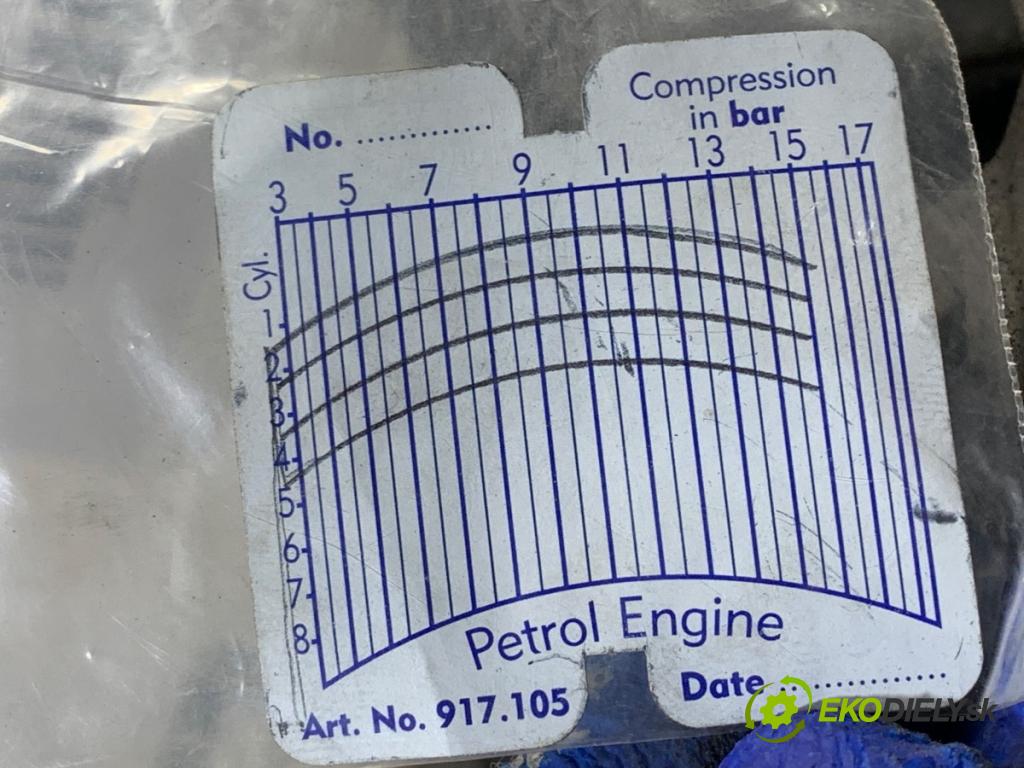 No. ..............
Compression
in bar
3 5 7 9 11 13 15 17
Cyl.
1
2
3
4
5
6
7
8
Petrol Engine
Art. No. 917.105
Date ..................
EKODIELY.sk